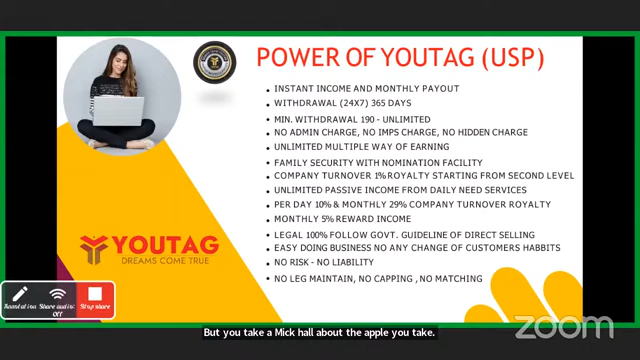 POWER OF YOUTAG (USP)
INSTANT INCOME AND MONTHLY PAYOUT
WITHDRAWAL (24X7) 365 DAYS
MIN. WITHDRAWAL 190 - UNLIMITED
NO ADMIN CHARGE, NO IMPS CHARGE, NO HIDDEN CHARGE
UNLIMITED MULTIPLE WAY OF EARNING
FAMILY SECURITY WITH NOMINATION FACILITY
COMPANY TURNOVER 1% ROYALTY STARTING FROM SECOND LEVEL
UNLIMITED PASSIVE INCOME FROM DAILY NEED SERVICES
PER DAY 10% & MONTHLY 29% COMPANY TURNOVER ROYALTY
MONTHLY 5% REWARD INCOME
LEGAL 100% FOLLOW GOVT. GUIDELINE OF DIRECT SELLING
EASY DOING BUSINESS NO ANY CHANGE OF CUSTOMERS HABBITS
NO RISK - NO LIABILITY
NO LEG MAINTAIN, NO CAPPING , NO MATCHING
YOUTAG
DREAMS COME TRUE
Share audio: Off
Stop share
But you take a Mick hall about the apple you take.
zoom